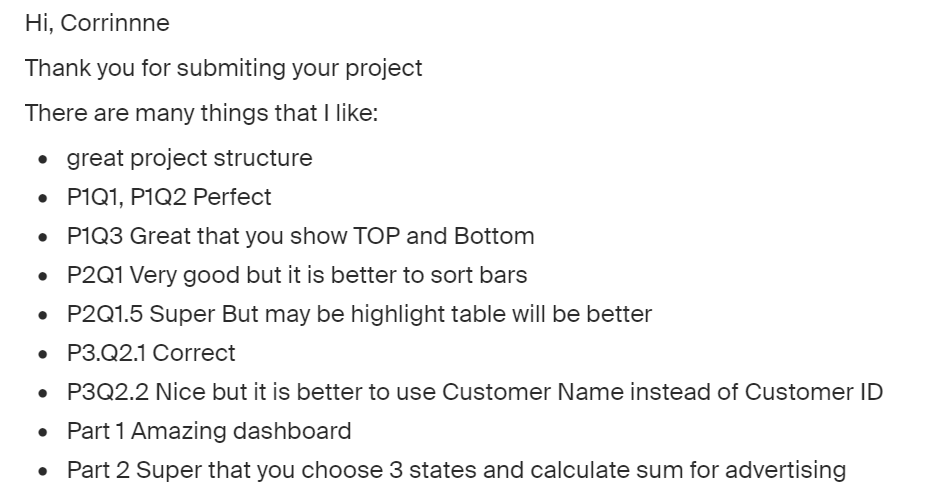 Hi, Corrinnne
Thank you for submiting your project
There are many things that I like:
• great project structure
• P1Q1, P1Q2 Perfect
• P1Q3 Great that you show TOP and Bottom
• P2Q1 Very good but it is better to sort bars
• P2Q1.5 Super But may be highlight table will be better
• P3.Q2.1 Correct
• P3Q2.2 Nice but it is better to use Customer Name instead of Customer ID
• Part 1 Amazing dashboard
• Part 2 Super that you choose 3 states and calculate sum for advertising